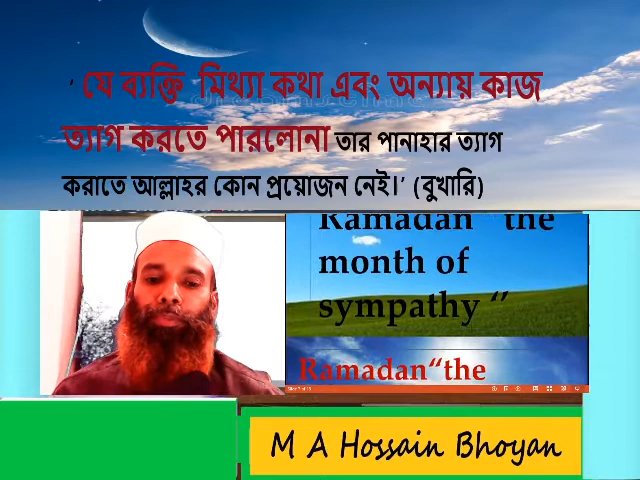 ‘ যে ব্যক্তি মিথ্যা কথা এবং অন্যায় কাজ
ত্যাগ করতে পারলোনা তার পানাহার ত্যাগ
করাতে আল্লাহর কোন প্রয়োজন নেই।’ (বুখারি)
Ramadan “the
month of
sympathy “
Ramadan“the
M A Hossain Bhoyan